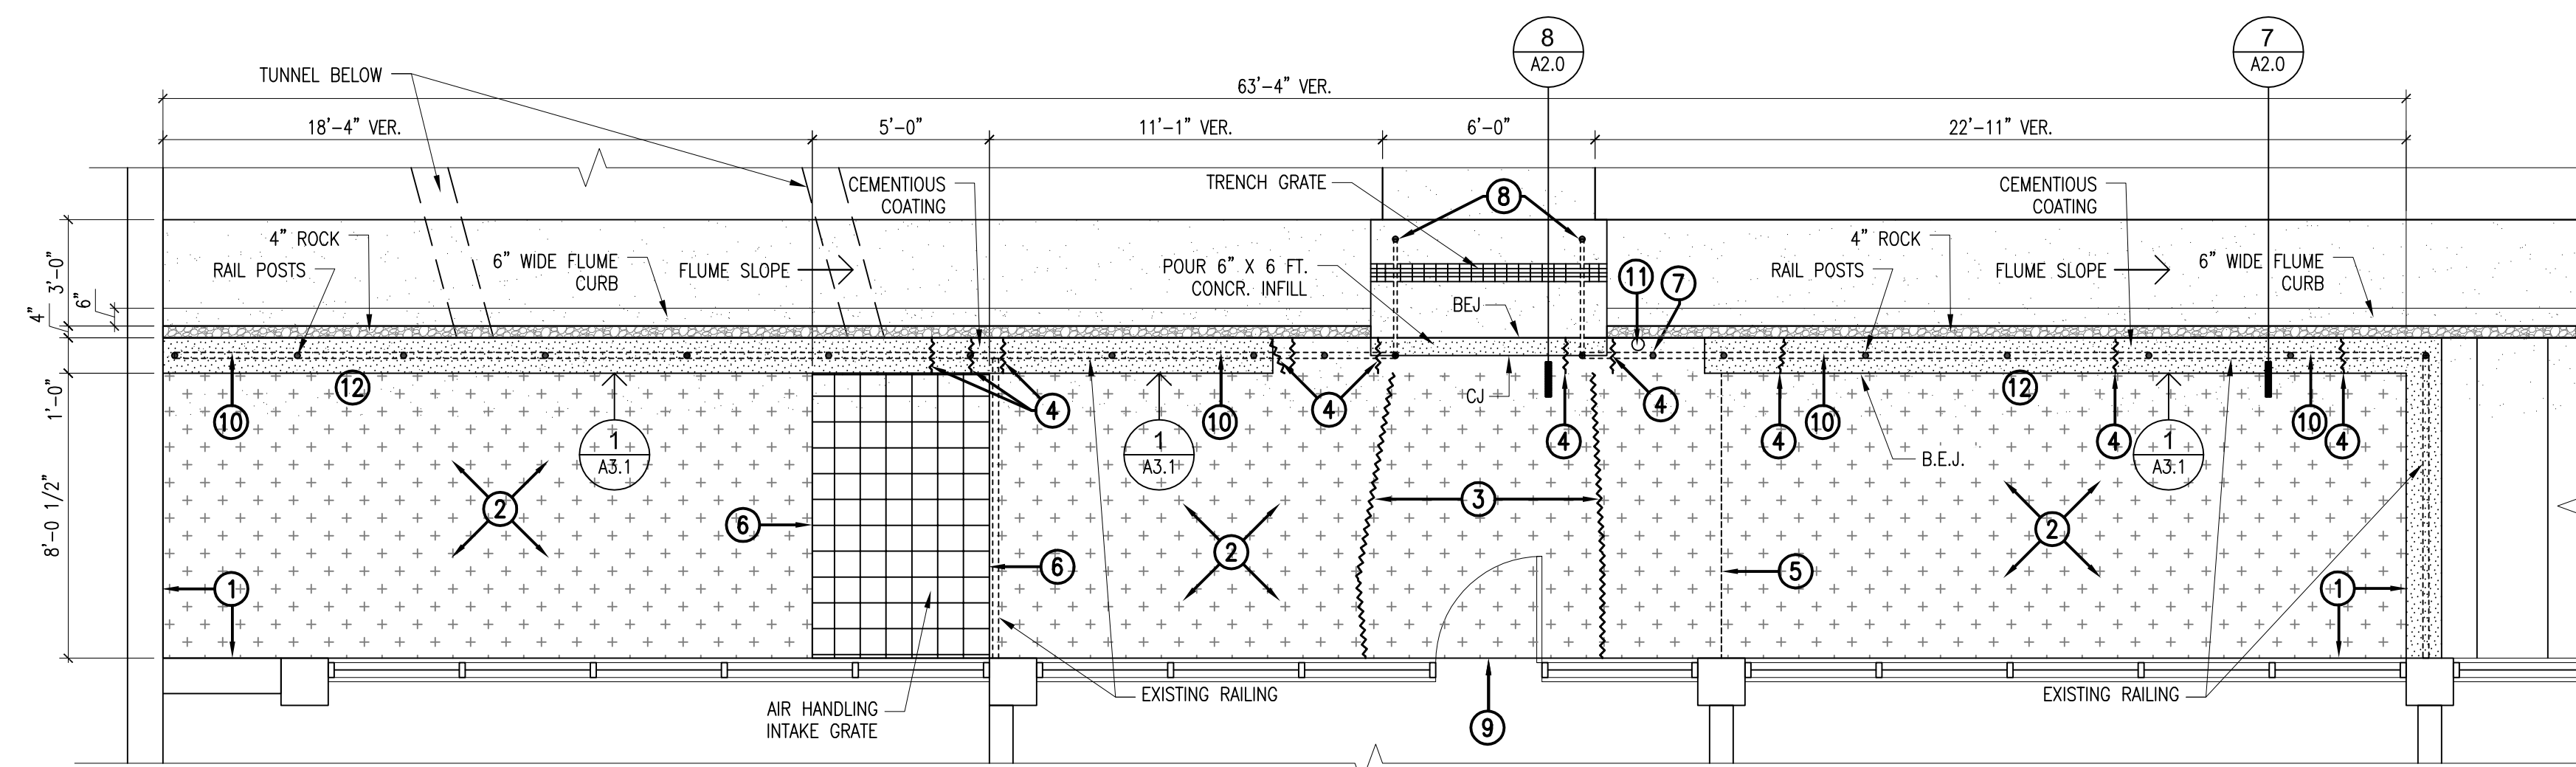 8
A2.0
7
A2.0
TUNNEL BELOW
63'-4" VER.
18'-4" VER.
5'-0"
11'-1" VER.
6'-0"
22'-11" VER.
CEMENTIOUS
COATING
TRENCH GRATE
8
CEMENTIOUS
COATING
4" ROCK
RAIL POSTS
6" WIDE FLUME
CURB
FLUME SLOPE
POUR 6" X 6 FT.
CONCR. INFILL
BEJ
11
7
4" ROCK
RAIL POSTS
FLUME SLOPE
6" WIDE FLUME
CURB
3'-0"
6"
4"
1'-0"
8'-0 1/2"
10
12
1
A3.1
4
1
A3.1
10
4
CJ
4
4
4
10
12
4
1
A3.1
10
4
B.E.J.
2
6
3
2
6
5
2
1
1
AIR HANDLING
INTAKE GRATE
EXISTING RAILING
9
EXISTING RAILING